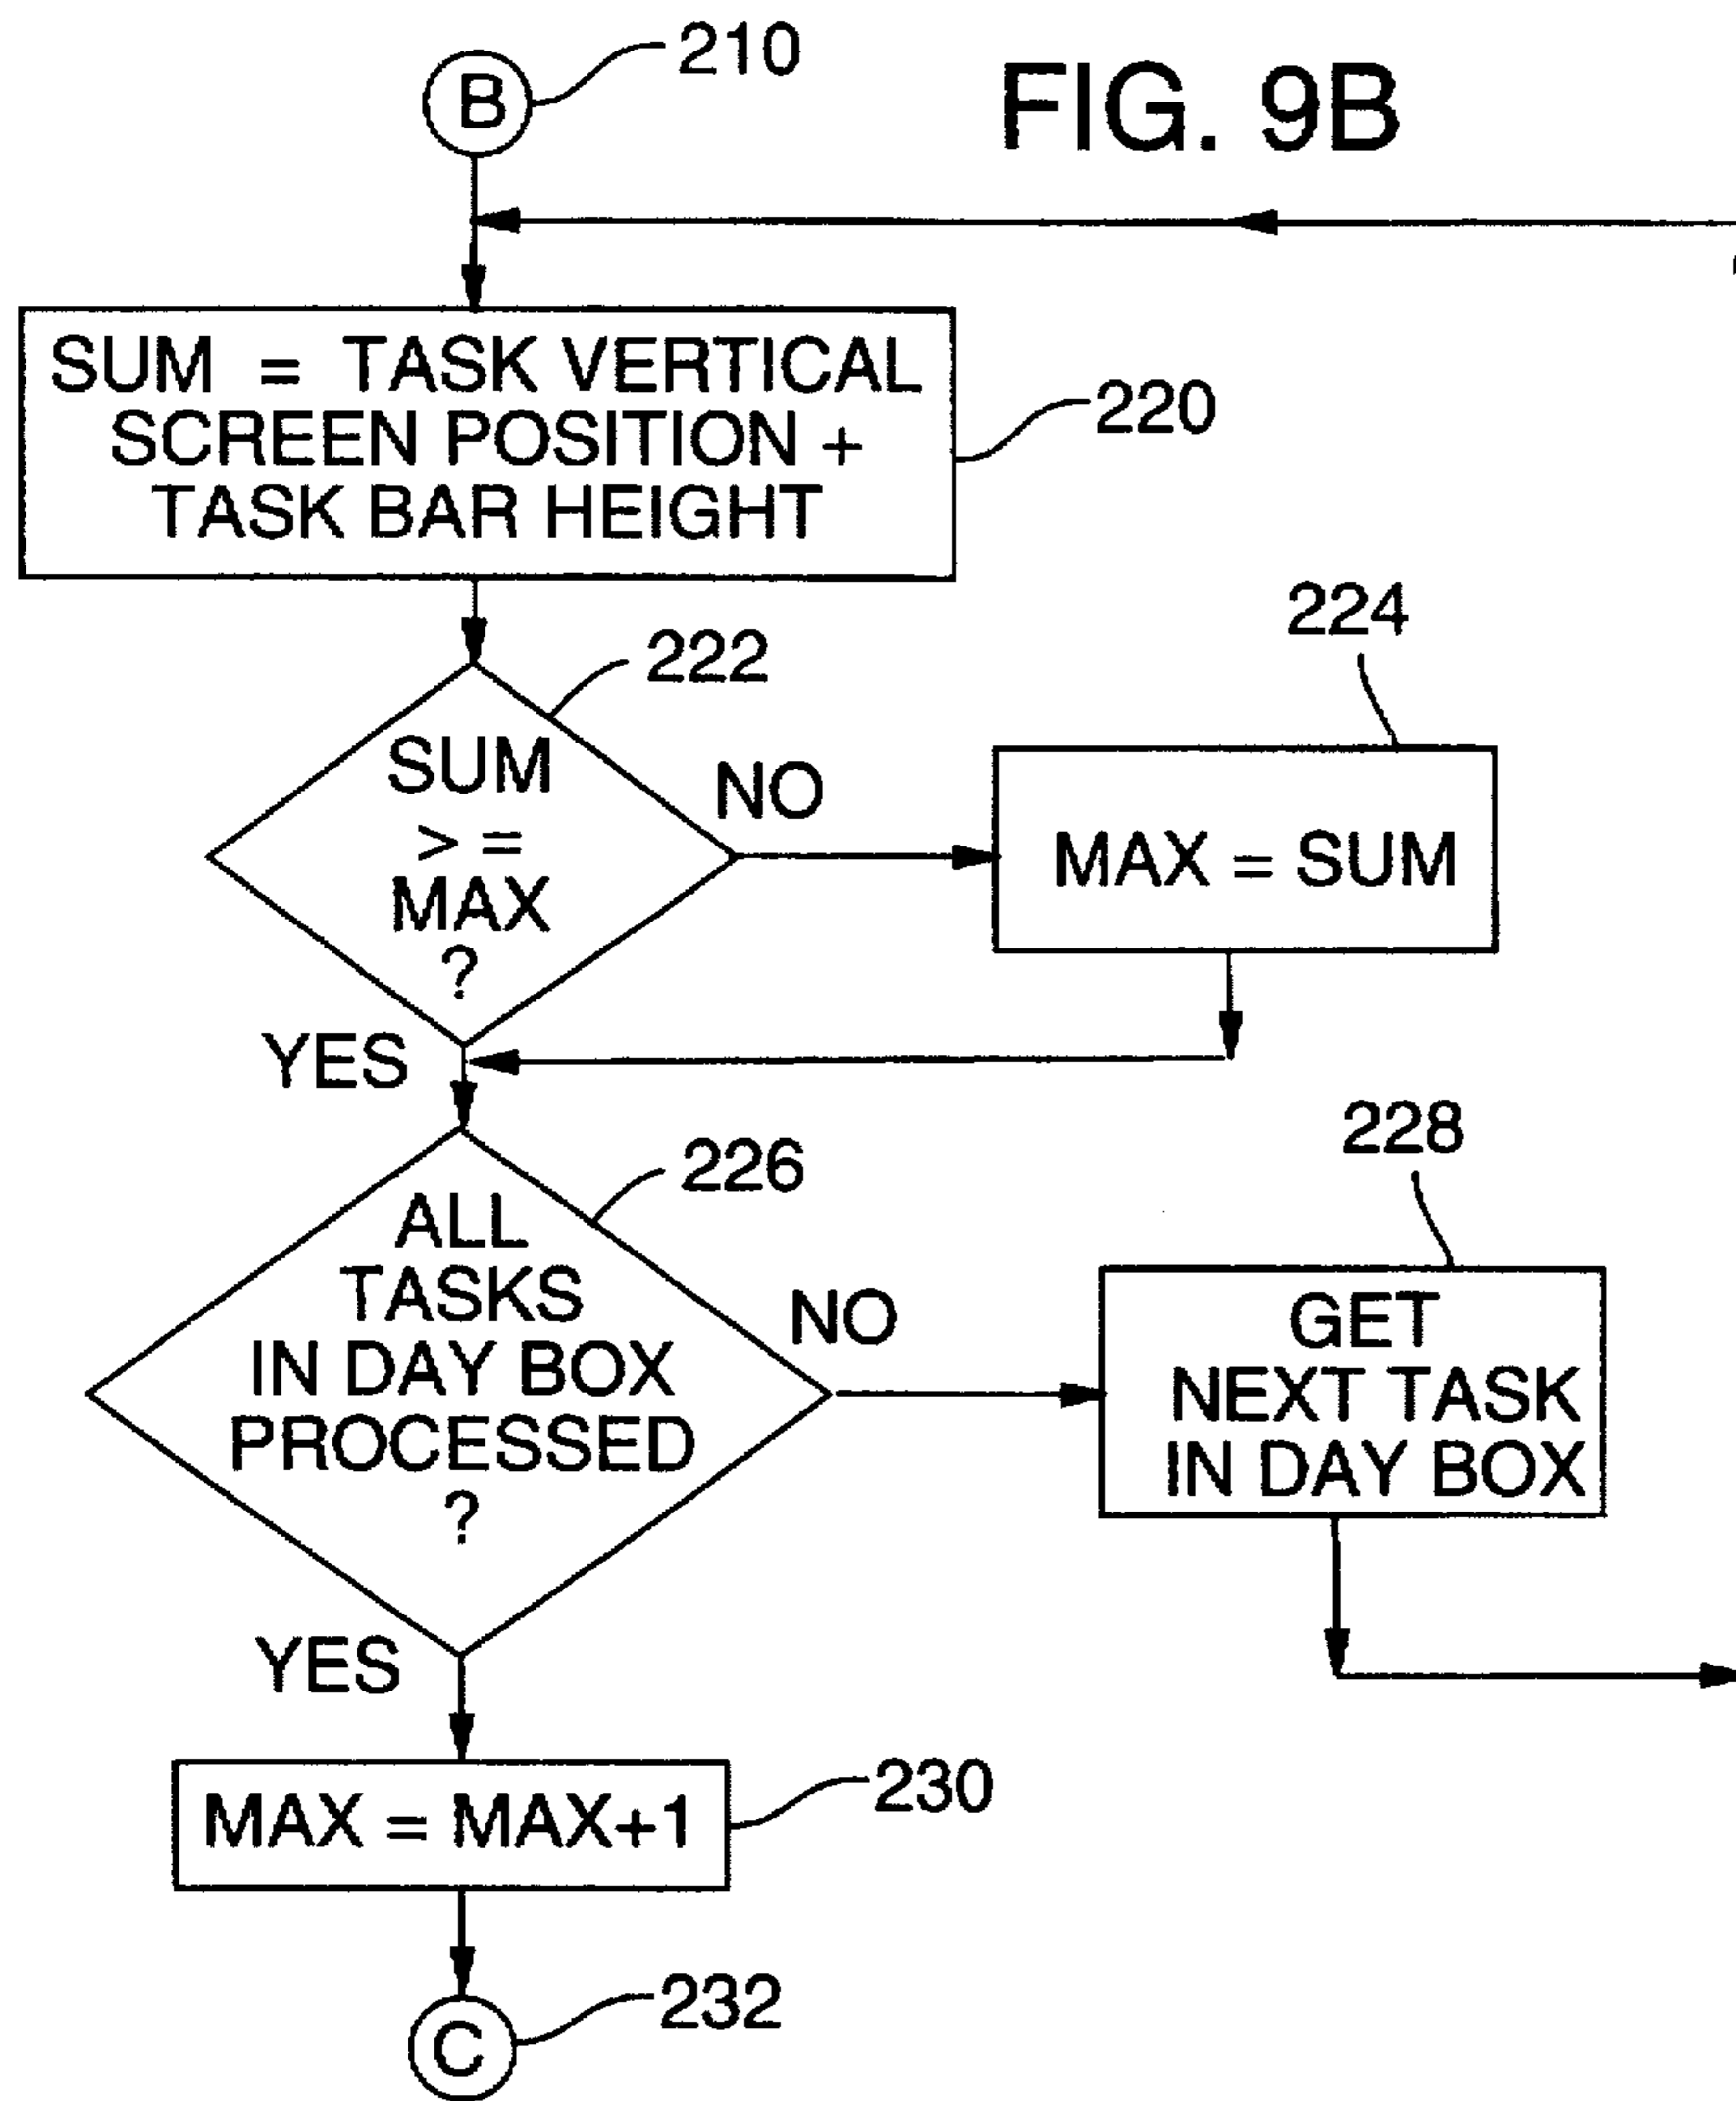 B
210
FIG. 9B
SUM = TASK VERTICAL
SCREEN POSITION +
TASK BAR HEIGHT
220
222
SUM
> =
MAX
?
NO
224
MAX = SUM
YES
226
ALL
TASKS
IN DAY BOX
PROCESSED
?
NO
228
GET
NEXT TASK
IN DAY BOX
YES
MAX = MAX+1
230
C
232